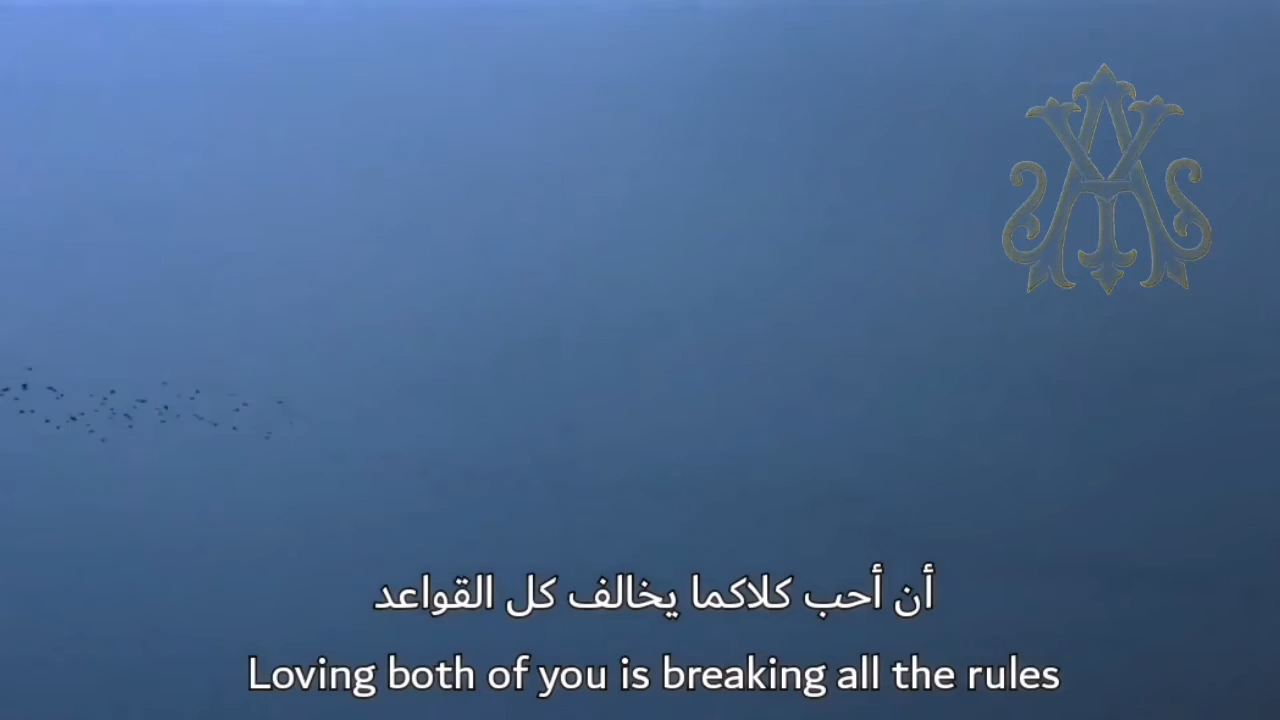 أن أحب كلاكما يخالف كل القواعد
Loving both of you is breaking all the rules